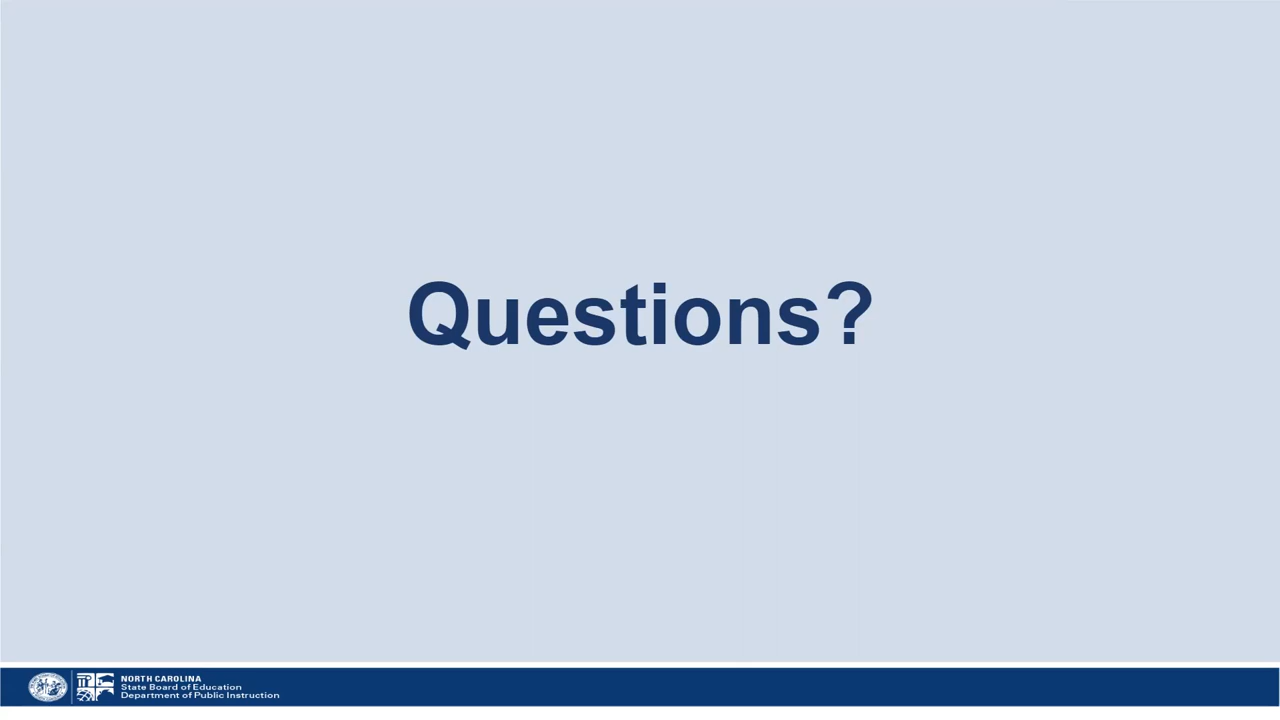 Questions?
NORTH CAROLINA
State Board of Education
Department of Public Instruction